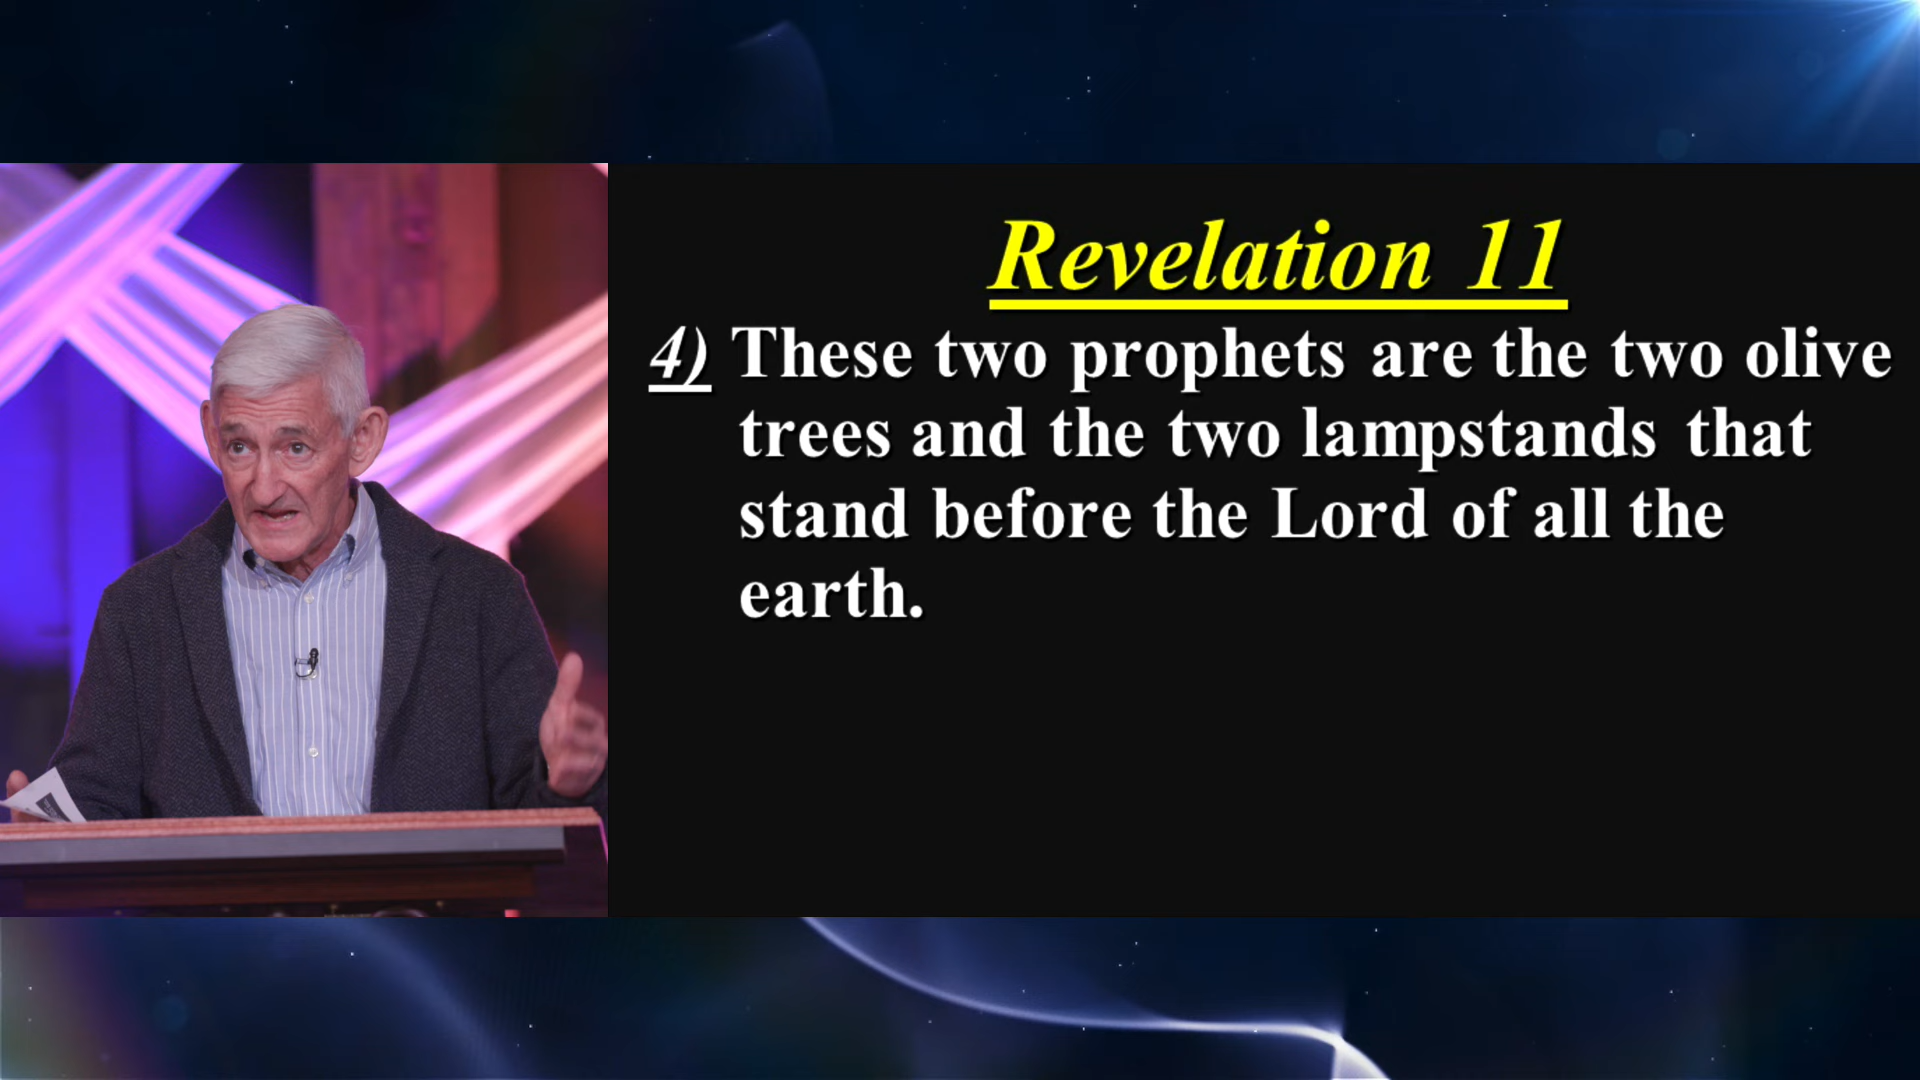 Revelation 11
4) These two prophets are the two olive
trees and the two lampstands that
stand before the Lord of all the
earth.